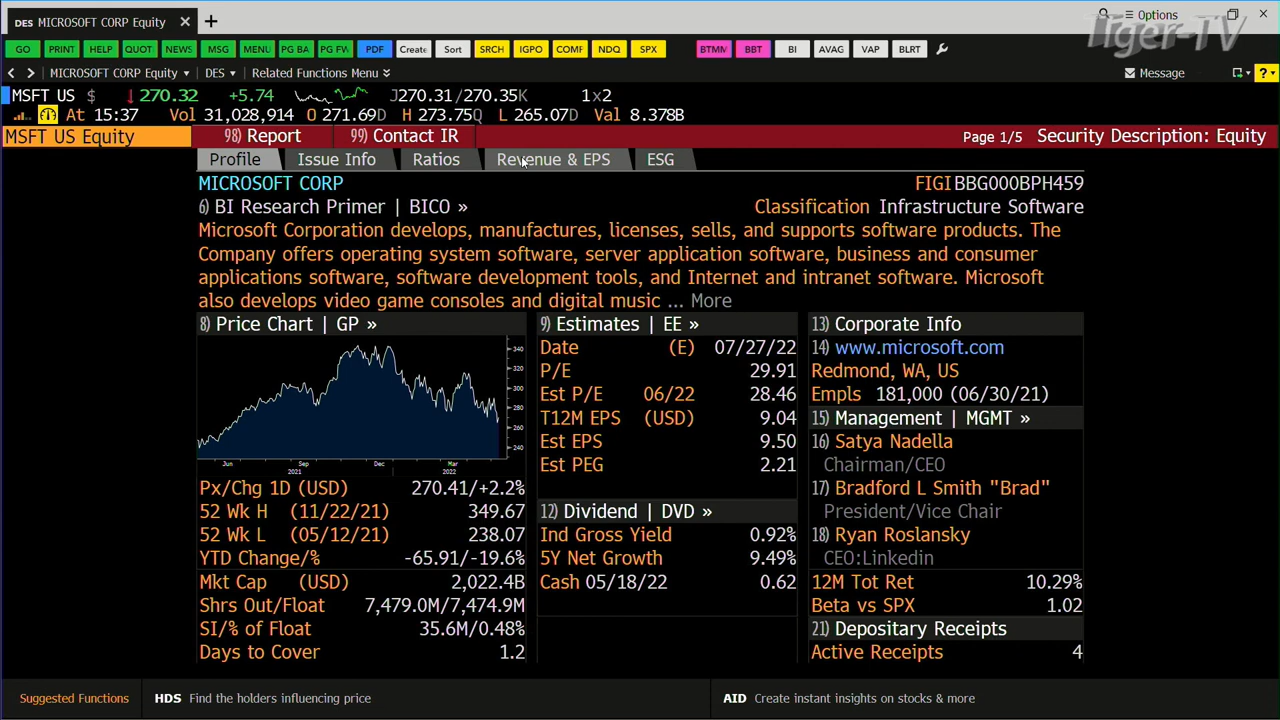 DES MICROSOFT CORP Equity × +
Options
Tiger-TV
GO PRINT HELP QUOT NEWS MSG MENU PG BA PG FW PDF Create Sort SRCH IGPO COMF NDQ SPX BTMM BBT BI AVAG VAP BLRT
< > MICROSOFT CORP Equity DES Related Functions Menu Message ?
MSFT US $ ↓270.32 +5.74 J270.31/270.35K 1x2
At 15:37 Vol 31,028,914 O 271.69D H 273.75Q L 265.07D Val 8.378B
MSFT US Equity 98) Report 99) Contact IR Page 1/5 Security Description: Equity
Profile Issue Info Ratios Revenue & EPS ESG
MICROSOFT CORP FIGI BBG000BPH459
6) BI Research Primer | BICO » Classification Infrastructure Software
Microsoft Corporation develops, manufactures, licenses, sells, and supports software products. The
Company offers operating system software, server application software, business and consumer
applications software, software development tools, and Internet and intranet software. Microsoft
also develops video game consoles and digital music ... More
8) Price Chart | GP »
340
320
300
280
260
240
Jun Sep Dec Mar
2021 2022
Px/Chg 1D (USD) 270.41/+2.2%
52 Wk H (11/22/21) 349.67
52 Wk L (05/12/21) 238.07
YTD Change/% -65.91/-19.6%
Mkt Cap (USD) 2,022.4B
Shrs Out/Float 7,479.0M/7,474.9M
SI/% of Float 35.6M/0.48%
Days to Cover 1.2
9) Estimates | EE »
Date (E) 07/27/22
P/E 29.91
Est P/E 06/22 28.46
T12M EPS (USD) 9.04
Est EPS 9.50
Est PEG 2.21
12) Dividend | DVD »
Ind Gross Yield 0.92%
5Y Net Growth 9.49%
Cash 05/18/22 0.62
13) Corporate Info
14) www.microsoft.com
Redmond, WA, US
Empls 181,000 (06/30/21)
15) Management | MGMT »
16) Satya Nadella
Chairman/CEO
17) Bradford L Smith "Brad"
President/Vice Chair
18) Ryan Roslansky
CEO:Linkedin
12M Tot Ret 10.29%
Beta vs SPX 1.02
21) Depositary Receipts
Active Receipts 4
Suggested Functions HDS Find the holders influencing price AID Create instant insights on stocks & more